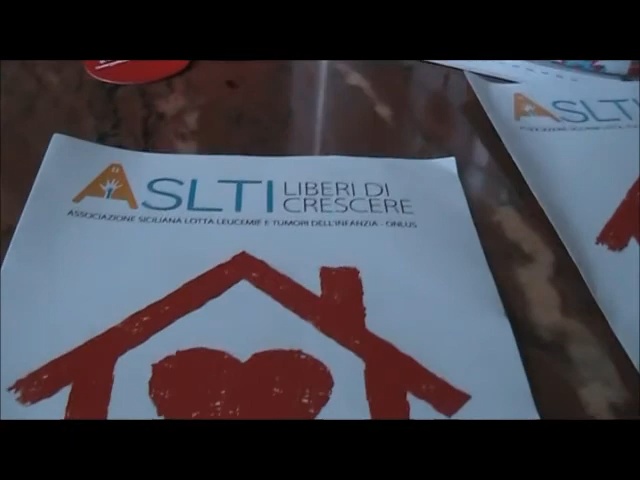 ASLTI LIBERI DI
CRESCERE
ASSOCIAZIONE SICILIANA LOTTA LEUCEMIE E TUMORI DELL'INFANZIA - ONLUS
ASLTI